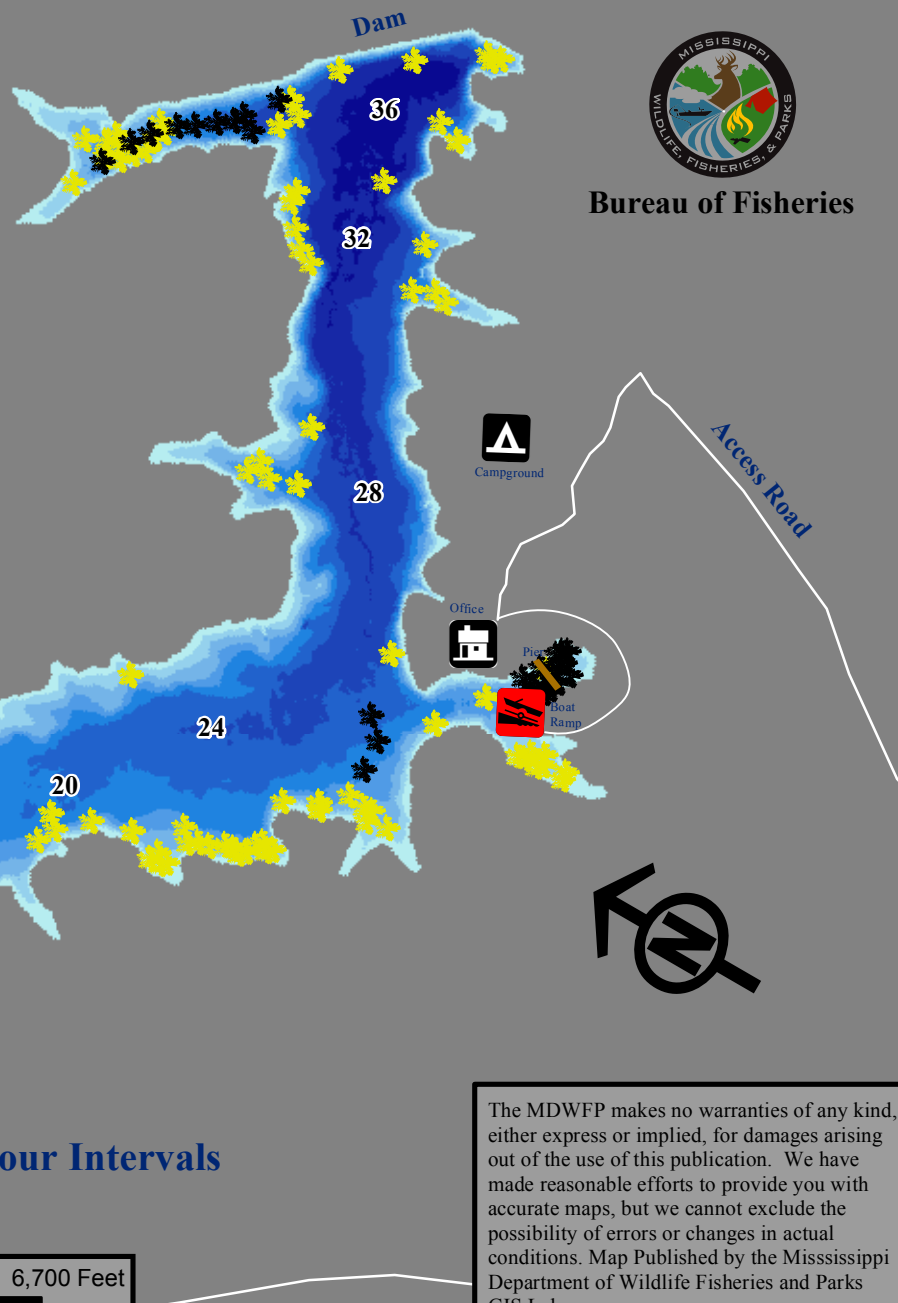 Dam
MISSISSIPPI
WILDLIFE, FISHERIES, & PARKS
Bureau of Fisheries
36
32
Access Road
Campground
28
Office
Pier
Boat
Ramp
24
20
N
The MDWFP makes no warranties of any kind,
either express or implied, for damages arising
out of the use of this publication. We have
made reasonable efforts to provide you with
accurate maps, but we cannot exclude the
possibility of errors or changes in actual
conditions. Map Published by the Misssissippi
Department of Wildlife Fisheries and Parks
our Intervals
6,700 Feet